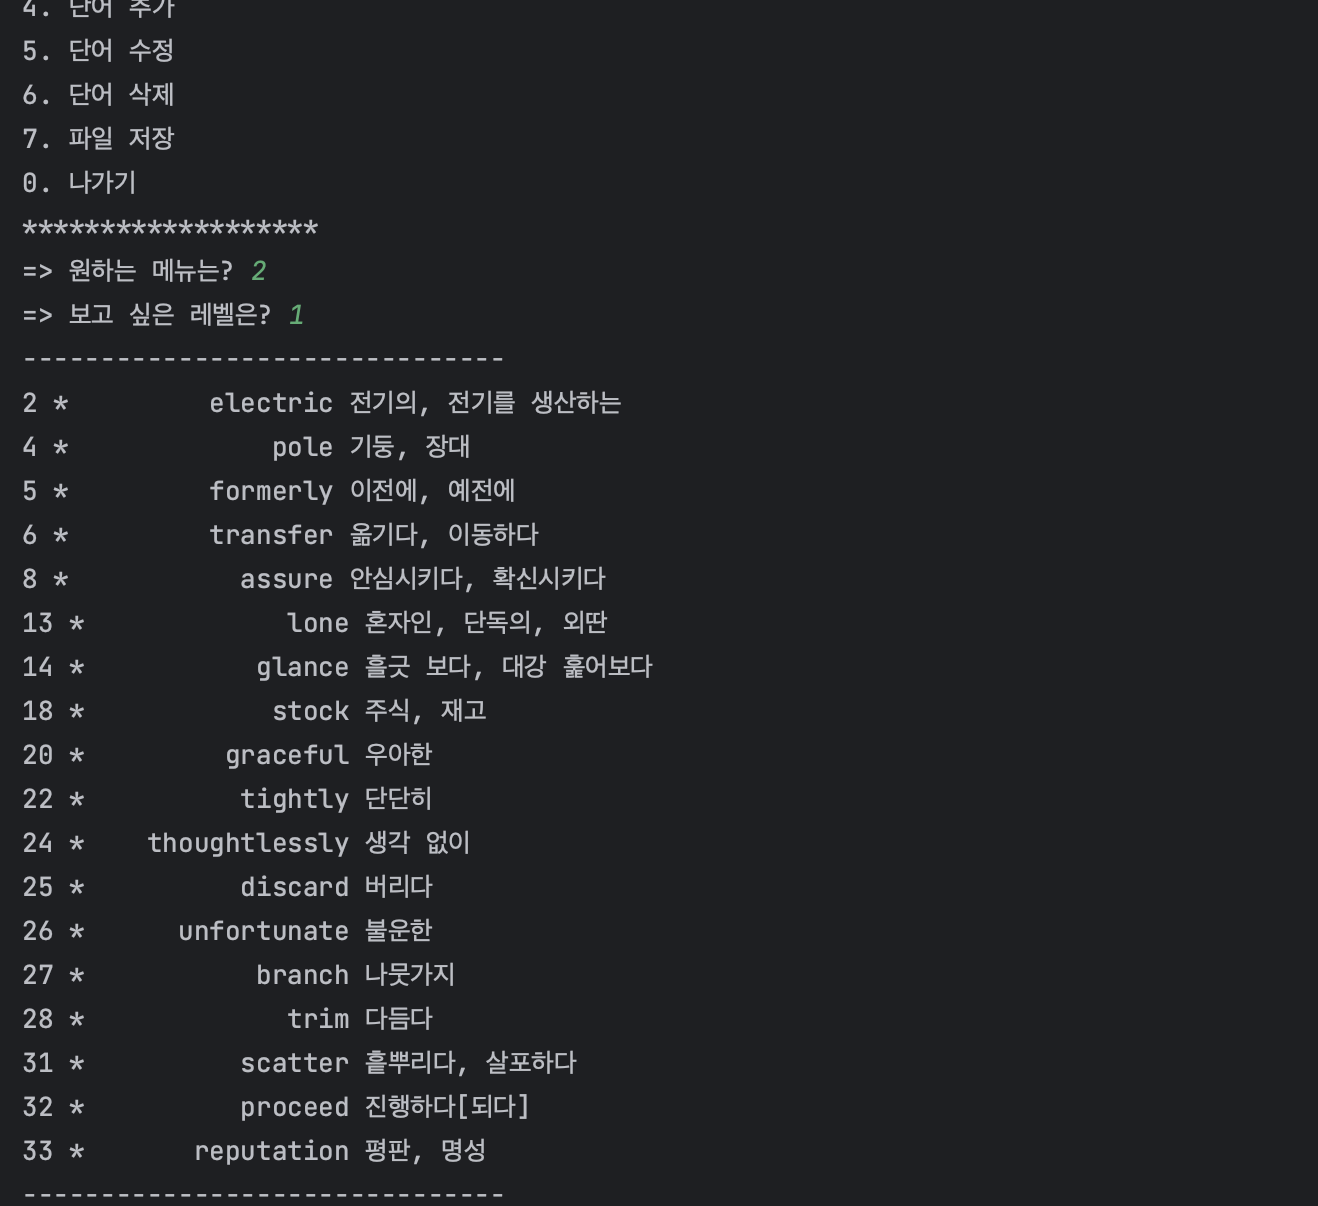 4. 단어 추가
5. 단어 수정
6. 단어 삭제
7. 파일 저장
0. 나가기
*******************
=> 원하는 메뉴는? 2
=> 보고 싶은 레벨은? 1
-------------------------------
2 *         electric 전기의, 전기를 생산하는
4 *             pole 기둥, 장대
5 *         formerly 이전에, 예전에
6 *         transfer 옮기다, 이동하다
8 *           assure 안심시키다, 확신시키다
13 *             lone 혼자인, 단독의, 외딴
14 *           glance 흘긋 보다, 대강 훑어보다
18 *            stock 주식, 재고
20 *         graceful 우아한
22 *          tightly 단단히
24 *    thoughtlessly 생각 없이
25 *          discard 버리다
26 *      unfortunate 불운한
27 *           branch 나뭇가지
28 *             trim 다듬다
31 *          scatter 흩뿌리다, 살포하다
32 *          proceed 진행하다[되다]
33 *       reputation 평판, 명성
-------------------------------